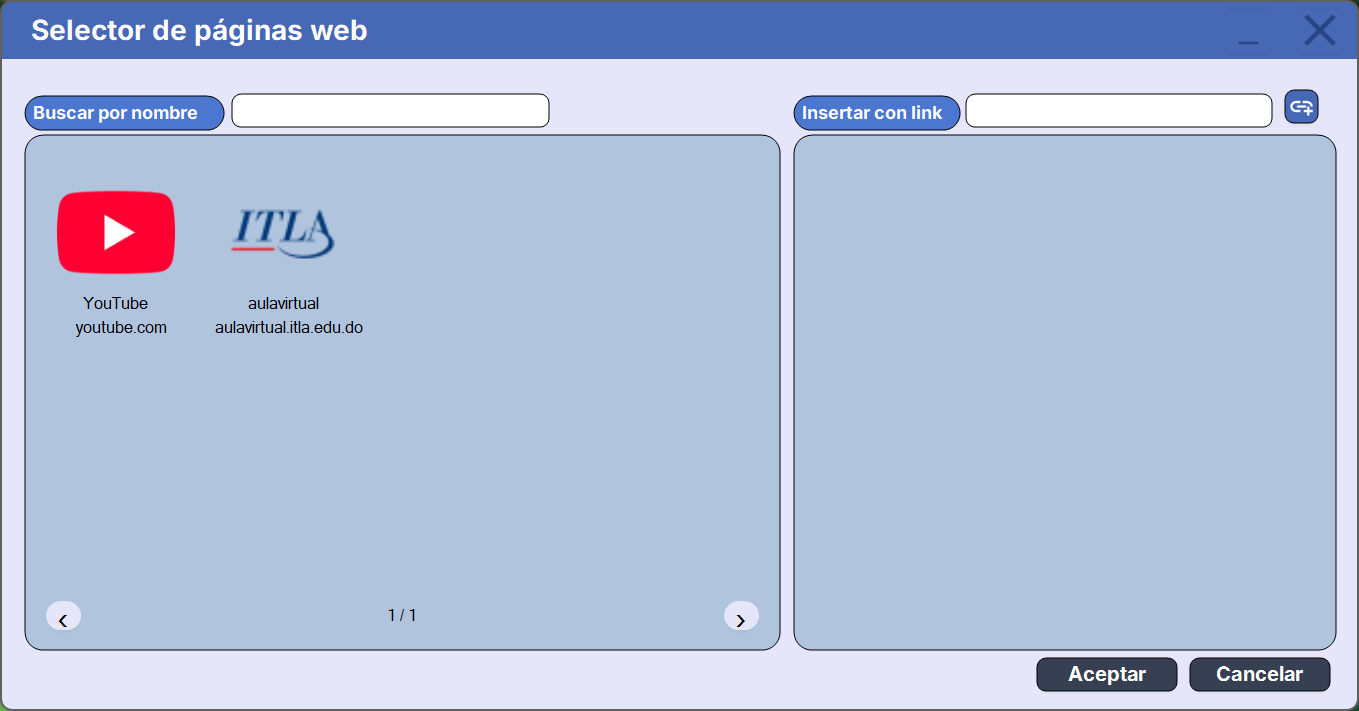 Selector de páginas web
Buscar por nombre
Insertar con link
ITLA
YouTube
youtube.com
aulavirtual
aulavirtual.itla.edu.do
1 / 1
Aceptar
Cancelar